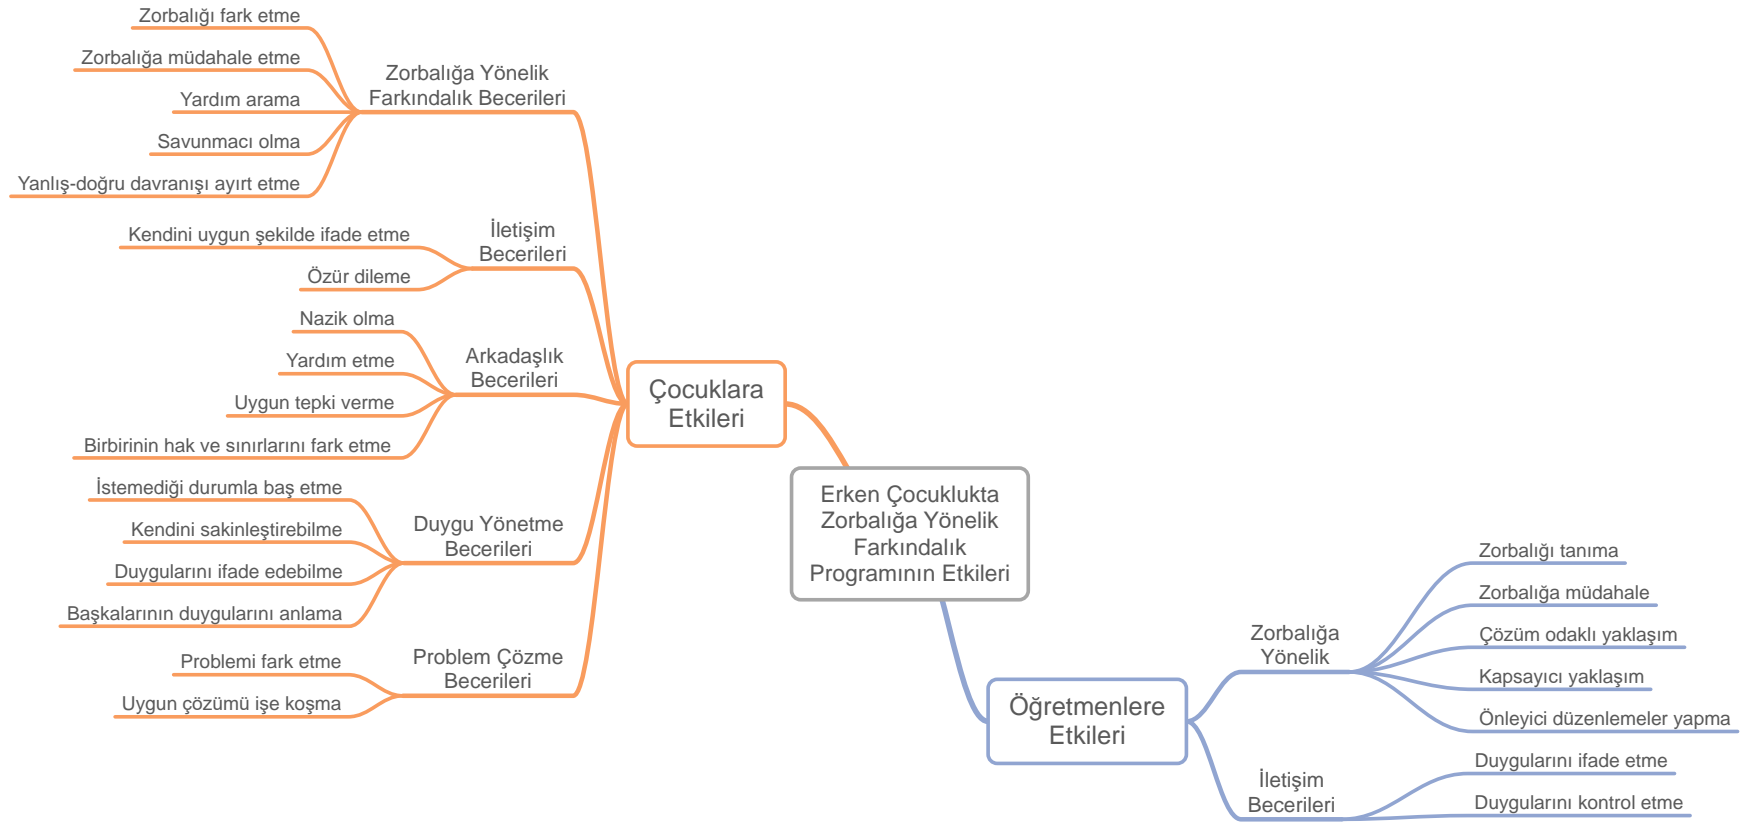 Zorbalığı fark etme
Zorbalığa müdahale etme
Yardım arama
Savunmacı olma
Yanlış-doğru davranışı ayırt etme
Zorbalığa Yönelik
Farkındalık Becerileri
Kendini uygun şekilde ifade etme
Özür dileme
İletişim
Becerileri
Nazik olma
Yardım etme
Uygun tepki verme
Birbirinin hak ve sınırlarını fark etme
Arkadaşlık
Becerileri
İstemediği durumla baş etme
Kendini sakinleştirebilme
Duygularını ifade edebilme
Başkalarının duygularını anlama
Duygu Yönetme
Becerileri
Problemi fark etme
Uygun çözümü işe koşma
Problem Çözme
Becerileri
Çocuklara
Etkileri
Erken Çocuklukta
Zorbalığa Yönelik
Farkındalık
Programının Etkileri
Öğretmenlere
Etkileri
Zorbalığa
Yönelik
Zorbalığı tanıma
Zorbalığa müdahale
Çözüm odaklı yaklaşım
Kapsayıcı yaklaşım
Önleyici düzenlemeler yapma
İletişim
Becerileri
Duygularını ifade etme
Duygularını kontrol etme